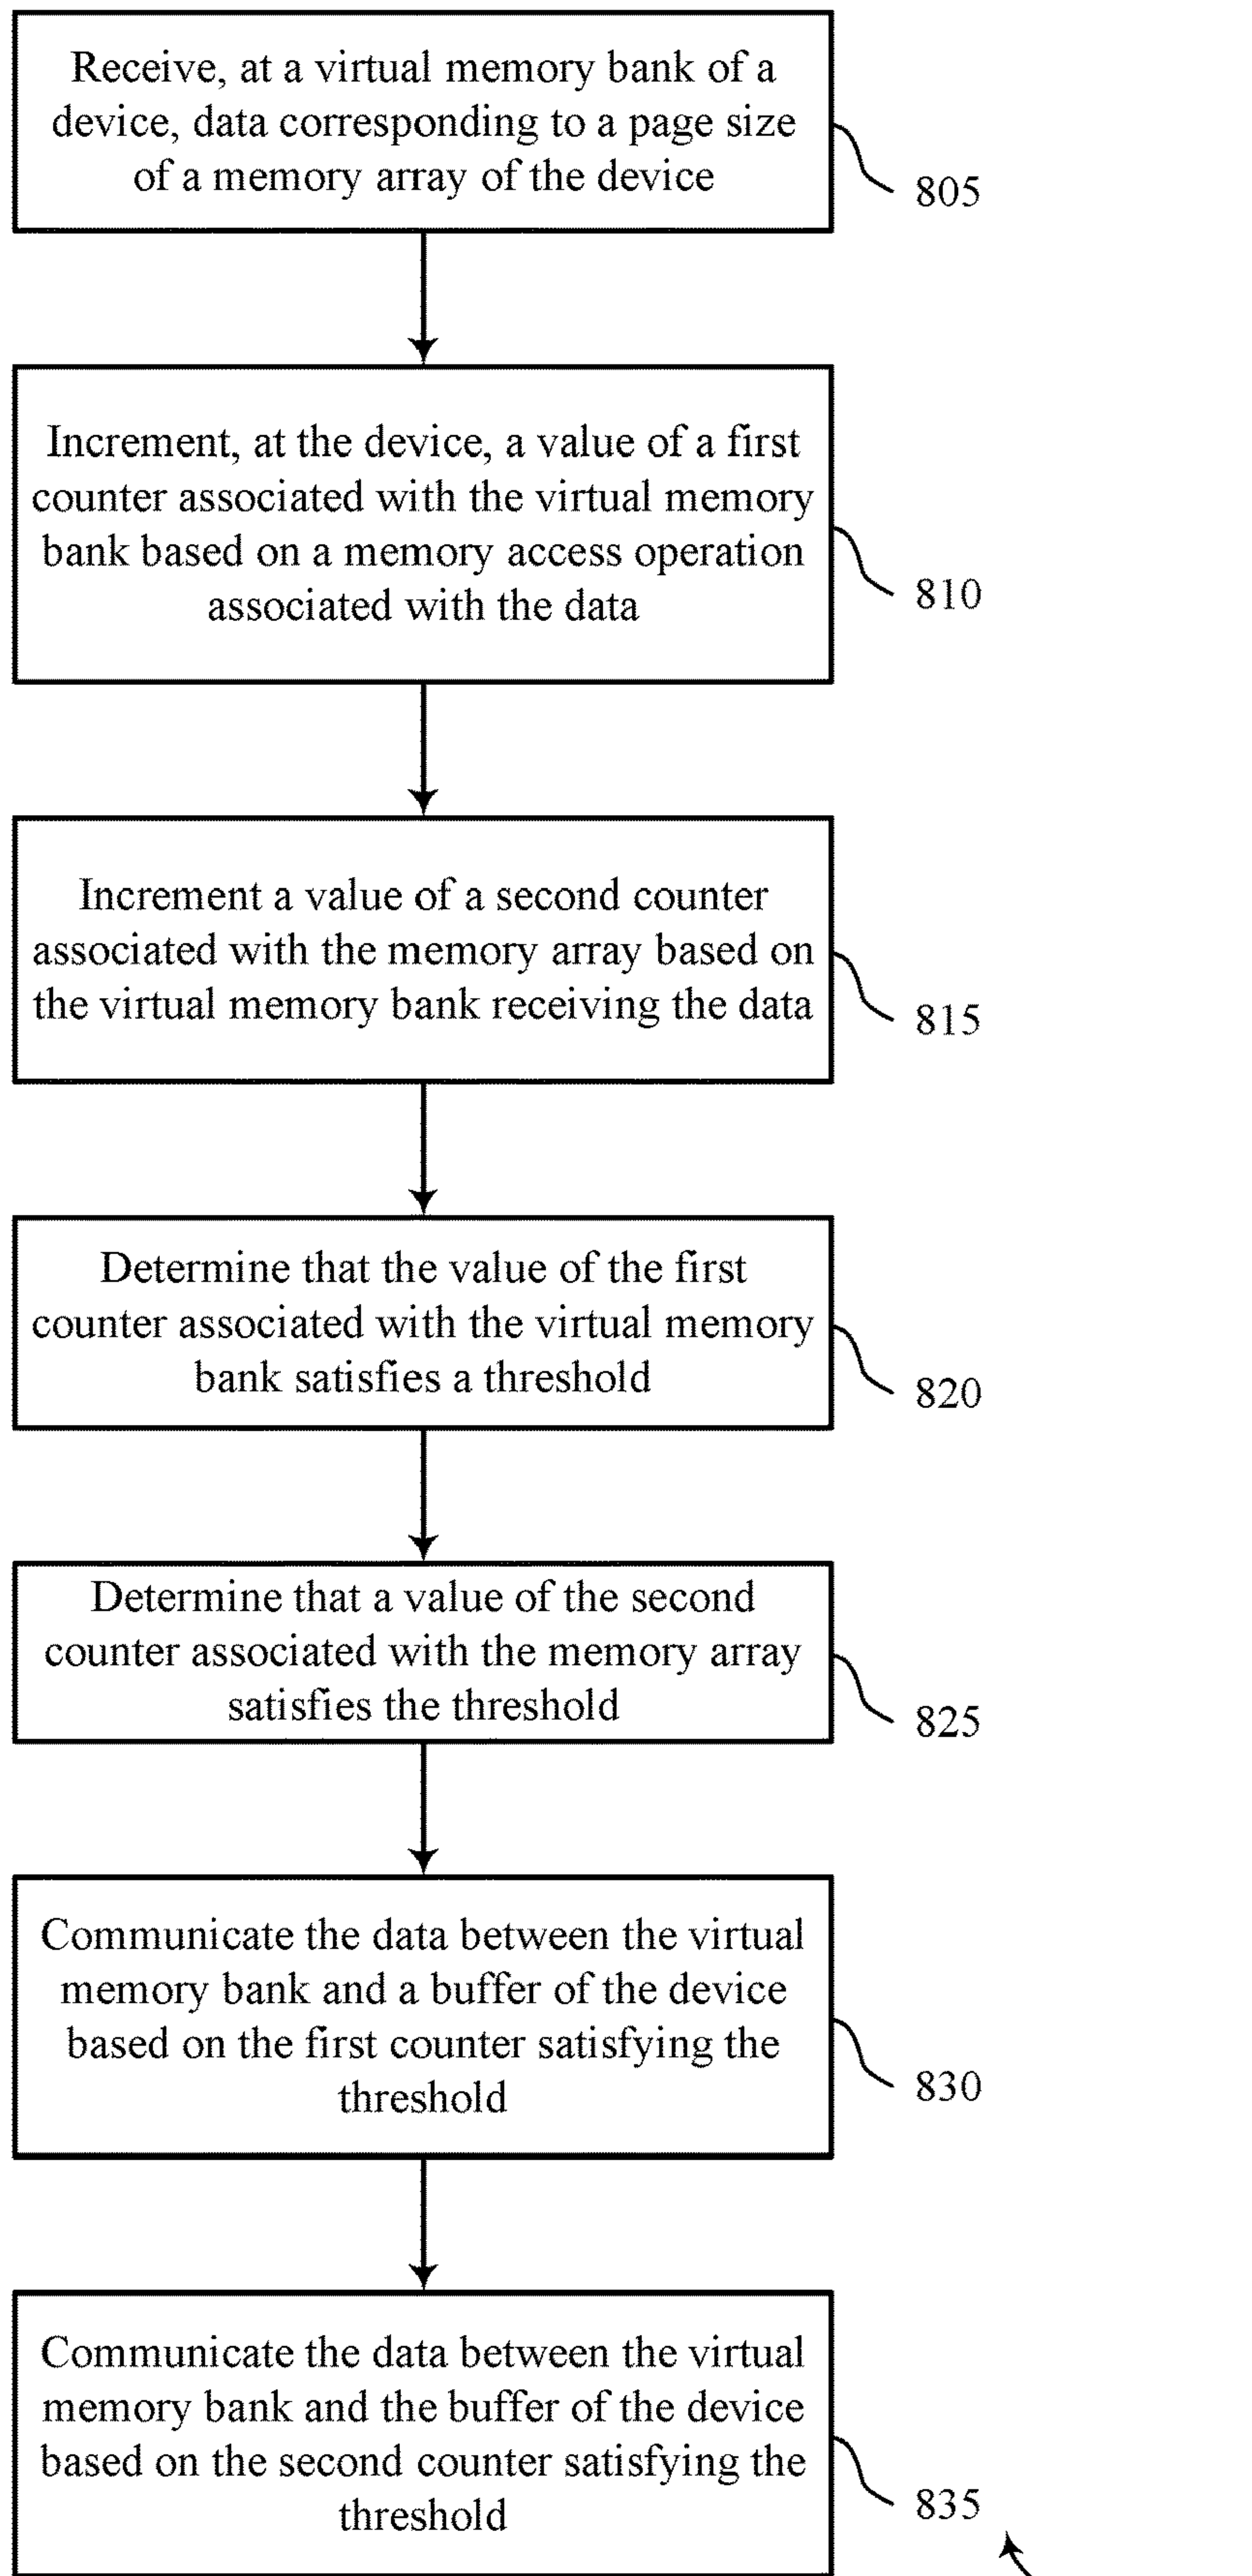 Receive, at a virtual memory bank of a
device, data corresponding to a page size
of a memory array of the device
805
Increment, at the device, a value of a first
counter associated with the virtual memory
bank based on a memory access operation
associated with the data
810
Increment a value of a second counter
associated with the memory array based on
the virtual memory bank receiving the data
815
Determine that the value of the first
counter associated with the virtual memory
bank satisfies a threshold
820
Determine that a value of the second
counter associated with the memory array
satisfies the threshold
825
Communicate the data between the virtual
memory bank and a buffer of the device
based on the first counter satisfying the
threshold
830
Communicate the data between the virtual
memory bank and the buffer of the device
based on the second counter satisfying the
threshold
835